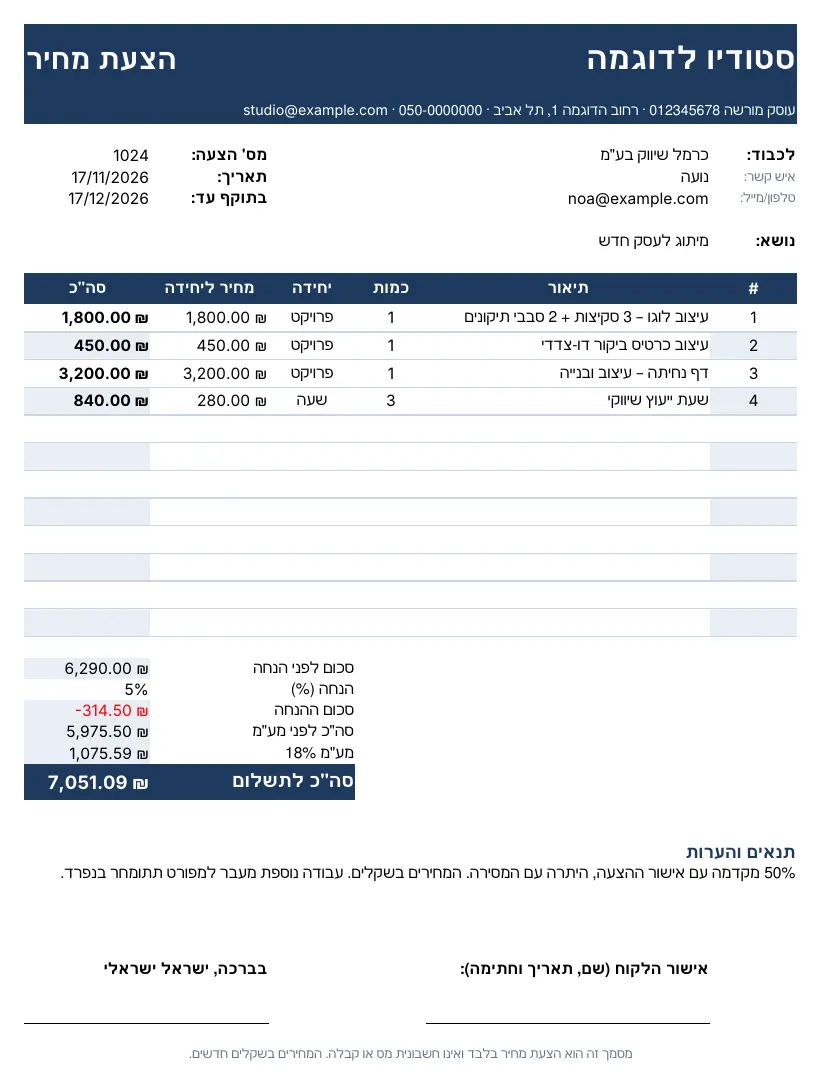 סטודיו לדוגמה הצעת מחיר
עוסק מורשה 012345678 · רחוב הדוגמה 1, תל אביב · 050-0000000 · studio@example.com
לכבוד: כרמל שיווק בע"מ מס' הצעה: 1024
איש קשר: נועה תאריך: 17/11/2026
טלפון/מייל: noa@example.com בתוקף עד: 17/12/2026
נושא: מיתוג לעסק חדש
# תיאור כמות יחידה מחיר ליחידה סה"כ
1 עיצוב לוגו – 3 סקיצות + 2 סבבי תיקונים 1 פרויקט 1,800.00 ₪ 1,800.00 ₪
2 עיצוב כרטיס ביקור דו-צדדי 1 פרויקט 450.00 ₪ 450.00 ₪
3 דף נחיתה – עיצוב ובנייה 1 פרויקט 3,200.00 ₪ 3,200.00 ₪
4 שעת ייעוץ שיווקי 3 שעה 280.00 ₪ 840.00 ₪
סכום לפני הנחה 6,290.00 ₪
הנחה (%) 5%
סכום ההנחה -314.50 ₪
סה"כ לפני מע"מ 5,975.50 ₪
מע"מ 18% 1,075.59 ₪
סה"כ לתשלום 7,051.09 ₪
תנאים והערות
50% מקדמה עם אישור ההצעה, היתרה עם המסירה. המחירים בשקלים. עבודה נוספת מעבר למפורט תתומחר בנפרד.
אישור הלקוח (שם, תאריך וחתימה): בברכה, ישראל ישראלי
מסמך זה הוא הצעת מחיר בלבד ואינו חשבונית מס או קבלה. המחירים בשקלים חדשים.